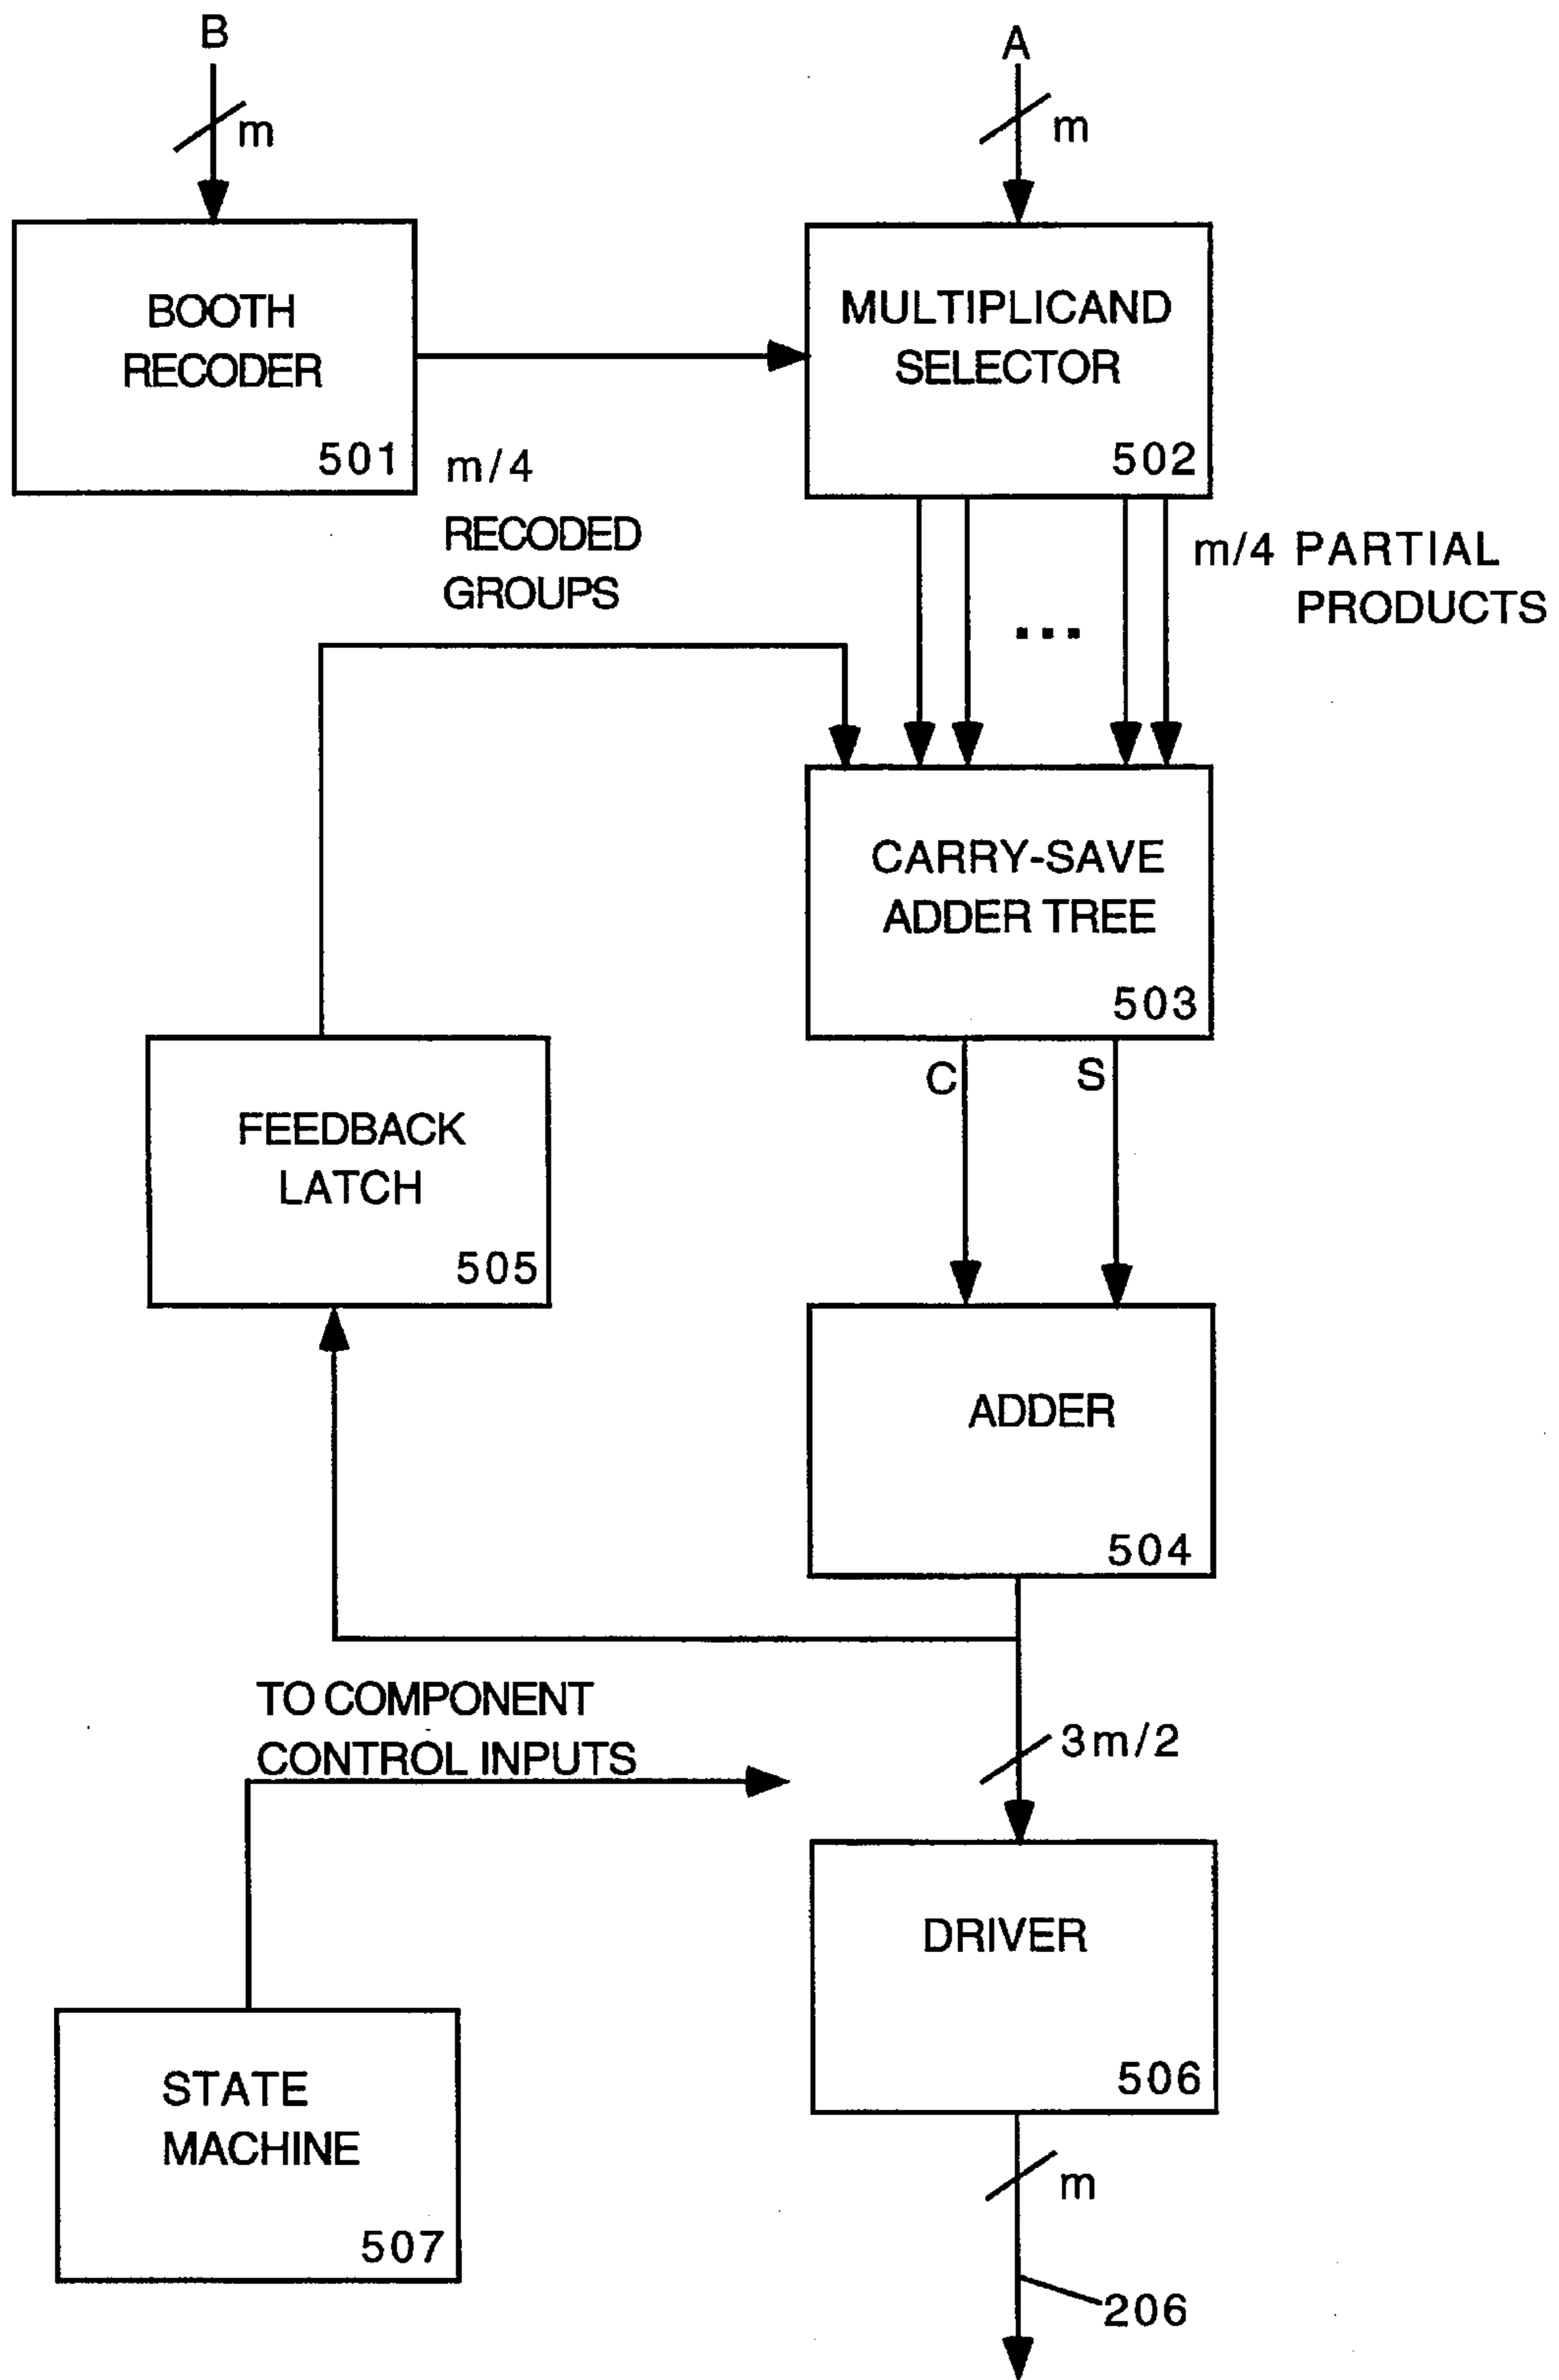 B
A
m
m
BOOTH
RECODER
501
MULTIPLICAND
SELECTOR
502
m/4
RECODED
GROUPS
m/4 PARTIAL
PRODUCTS
...
CARRY-SAVE
ADDER TREE
503
C
S
FEEDBACK
LATCH
505
ADDER
504
TO COMPONENT
CONTROL INPUTS
3m/2
DRIVER
506
STATE
MACHINE
507
m
206